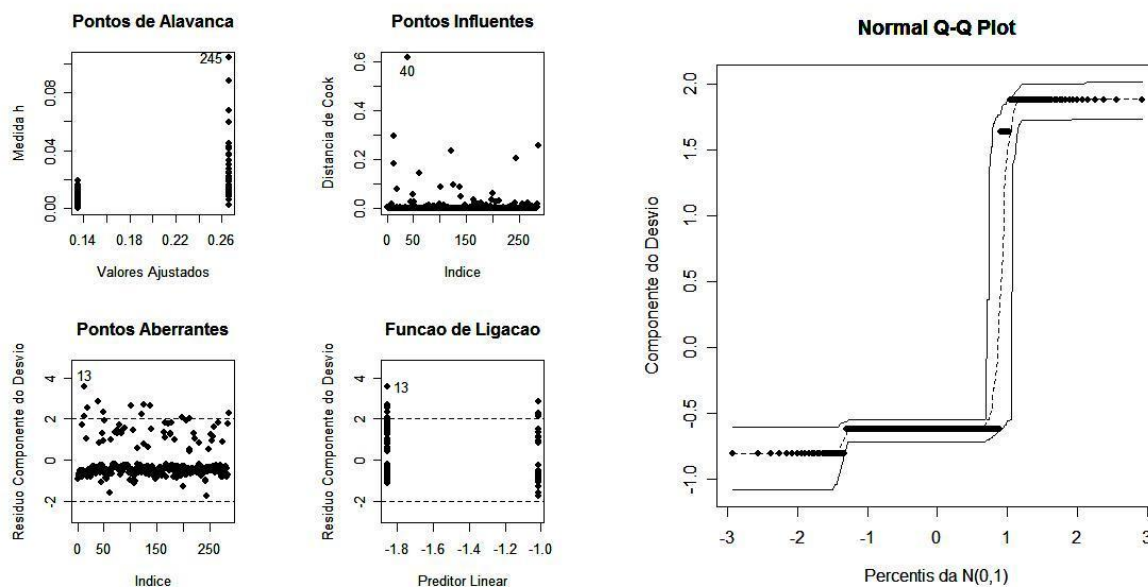 Pontos de Alavanca
Medida h
0.00 0.04 0.08
245
0.14 0.18 0.22 0.26
Valores Ajustados
Pontos Influentes
Distancia de Cook
0.0 0.2 0.4 0.6
40
0 50 150 250
Indice
Pontos Aberrantes
Residuo Componente do Desvio
-2 0 2 4
13
0 50 150 250
Indice
Funcao de Ligacao
Residuo Componente do Desvio
-2 0 2 4
13
-1.8 -1.6 -1.4 -1.2 -1.0
Preditor Linear
Normal Q-Q Plot
Componente do Desvio
-1.0 -0.5 0.0 0.5 1.0 1.5 2.0
-3 -2 -1 0 1 2 3
Percentis da N(0,1)